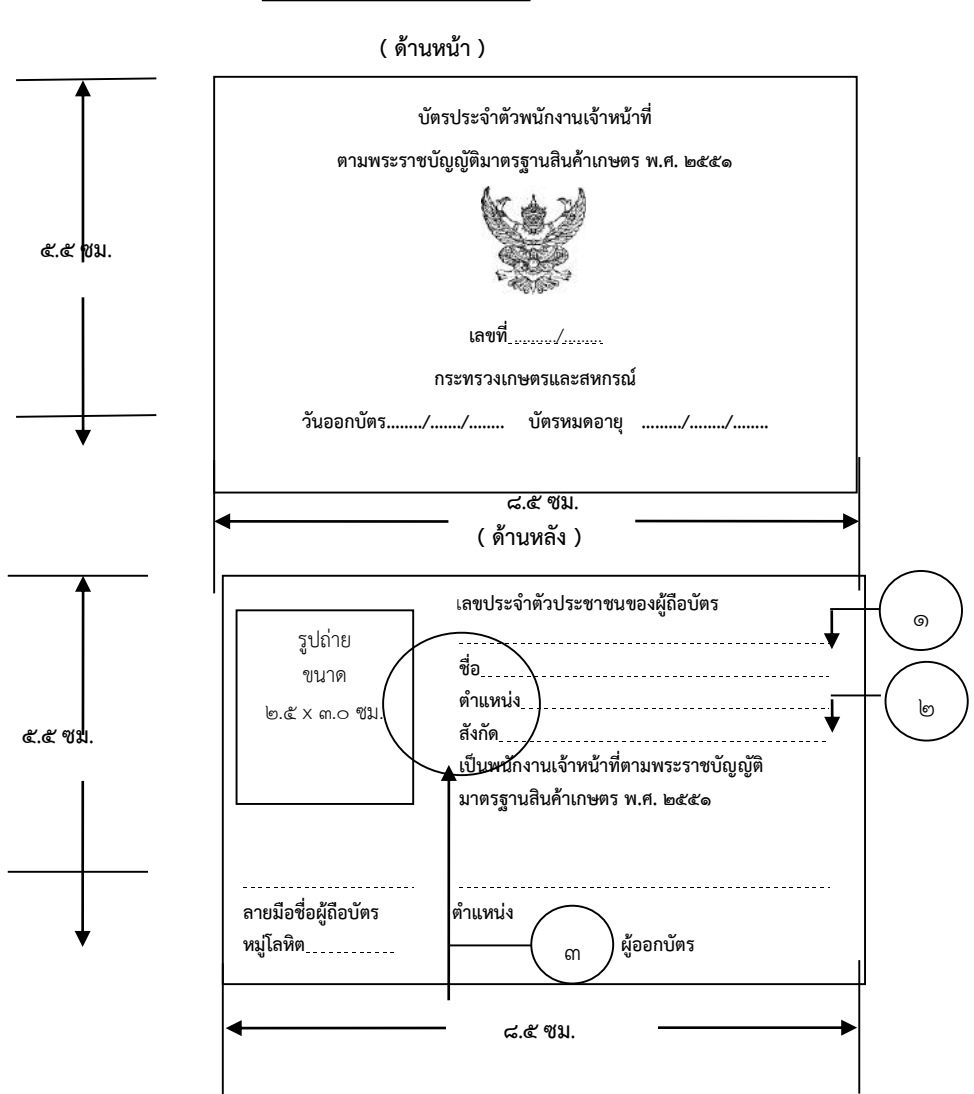 ( ด้านหน้า )
บัตรประจำตัวพนักงานเจ้าหน้าที่
ตามพระราชบัญญัติมาตรฐานสินค้าเกษตร พ.ศ. ๒๕๕๑
๕.๕ ซม.
เลขที่........../.........
กระทรวงเกษตรและสหกรณ์
วันออกบัตร......../......./........ บัตรหมดอายุ ........./......../........
๘.๕ ซม.
( ด้านหลัง )
เลขประจำตัวประชาชนของผู้ถือบัตร
๑
รูปถ่าย
ขนาด
๒.๕ X ๓.๐ ซม.
ชื่อ
ตำแหน่ง
๒
สังกัด
๕.๕ ซม.
เป็นพนักงานเจ้าหน้าที่ตามพระราชบัญญัติ
มาตรฐานสินค้าเกษตร พ.ศ. ๒๕๕๑
ลายมือชื่อผู้ถือบัตร
ตำแหน่ง
หมู่โลหิต
๓
ผู้ออกบัตร
๘.๕ ซม.